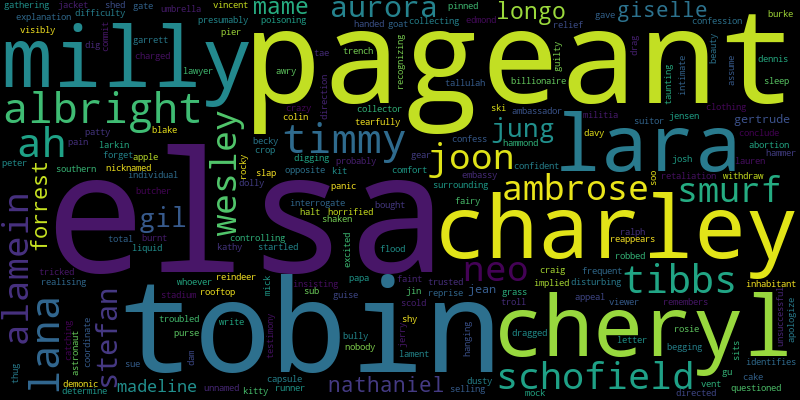 gathering jacket shed gate umbrella vincent mame aurora longo giselle gave handed goat collecting pinned edmond difficulty
explanation visibly presumably poisoning burke
milly pageant
dig commit garrett pier tae trench recognizing relief guilty drag intimate beauty dennis
charged lawyer awry direction billionaire assume sleep
albright crazy collector tallulah ski ambassador taunting clothing
wesley colin tearfully confess militia suitor jensen gertrude
ah patty blake timmy jung hammond davy conclude
pain larkin becky crop joon confident lara josh abortion hammer
peter forget apple digging probably gear lauren
southern individual nicknamed rocky slap opposite kit comfort embassy retaliation withdraw
forrest butcher dolly panic surrounding ambrose soo smurf
elsa interrogate fairy
alamein gil halt horrified bought charley
total burnt controlling shaken ralph reappears
liquid kathy startled excited flood robbed inhabitant
tricked whoever reindeer papa faint trusted neo craig implied tibbs frequent disturbing
realising rooftop mick insisting sub guise jin reprise jean grass appeal viewer remembers
lana stefan stadium tobin scold troll cheryl unsuccessful apologize
catching astronaut coordinate troubled purse write testimony bully nobody jerry shy lament hanging dragged letter rosie begging sits
thug sue dam schofield identifies
demonic determine madeline unnamed kitty capsule runner nathaniel dusty selling mock vent directed gu cake questioned